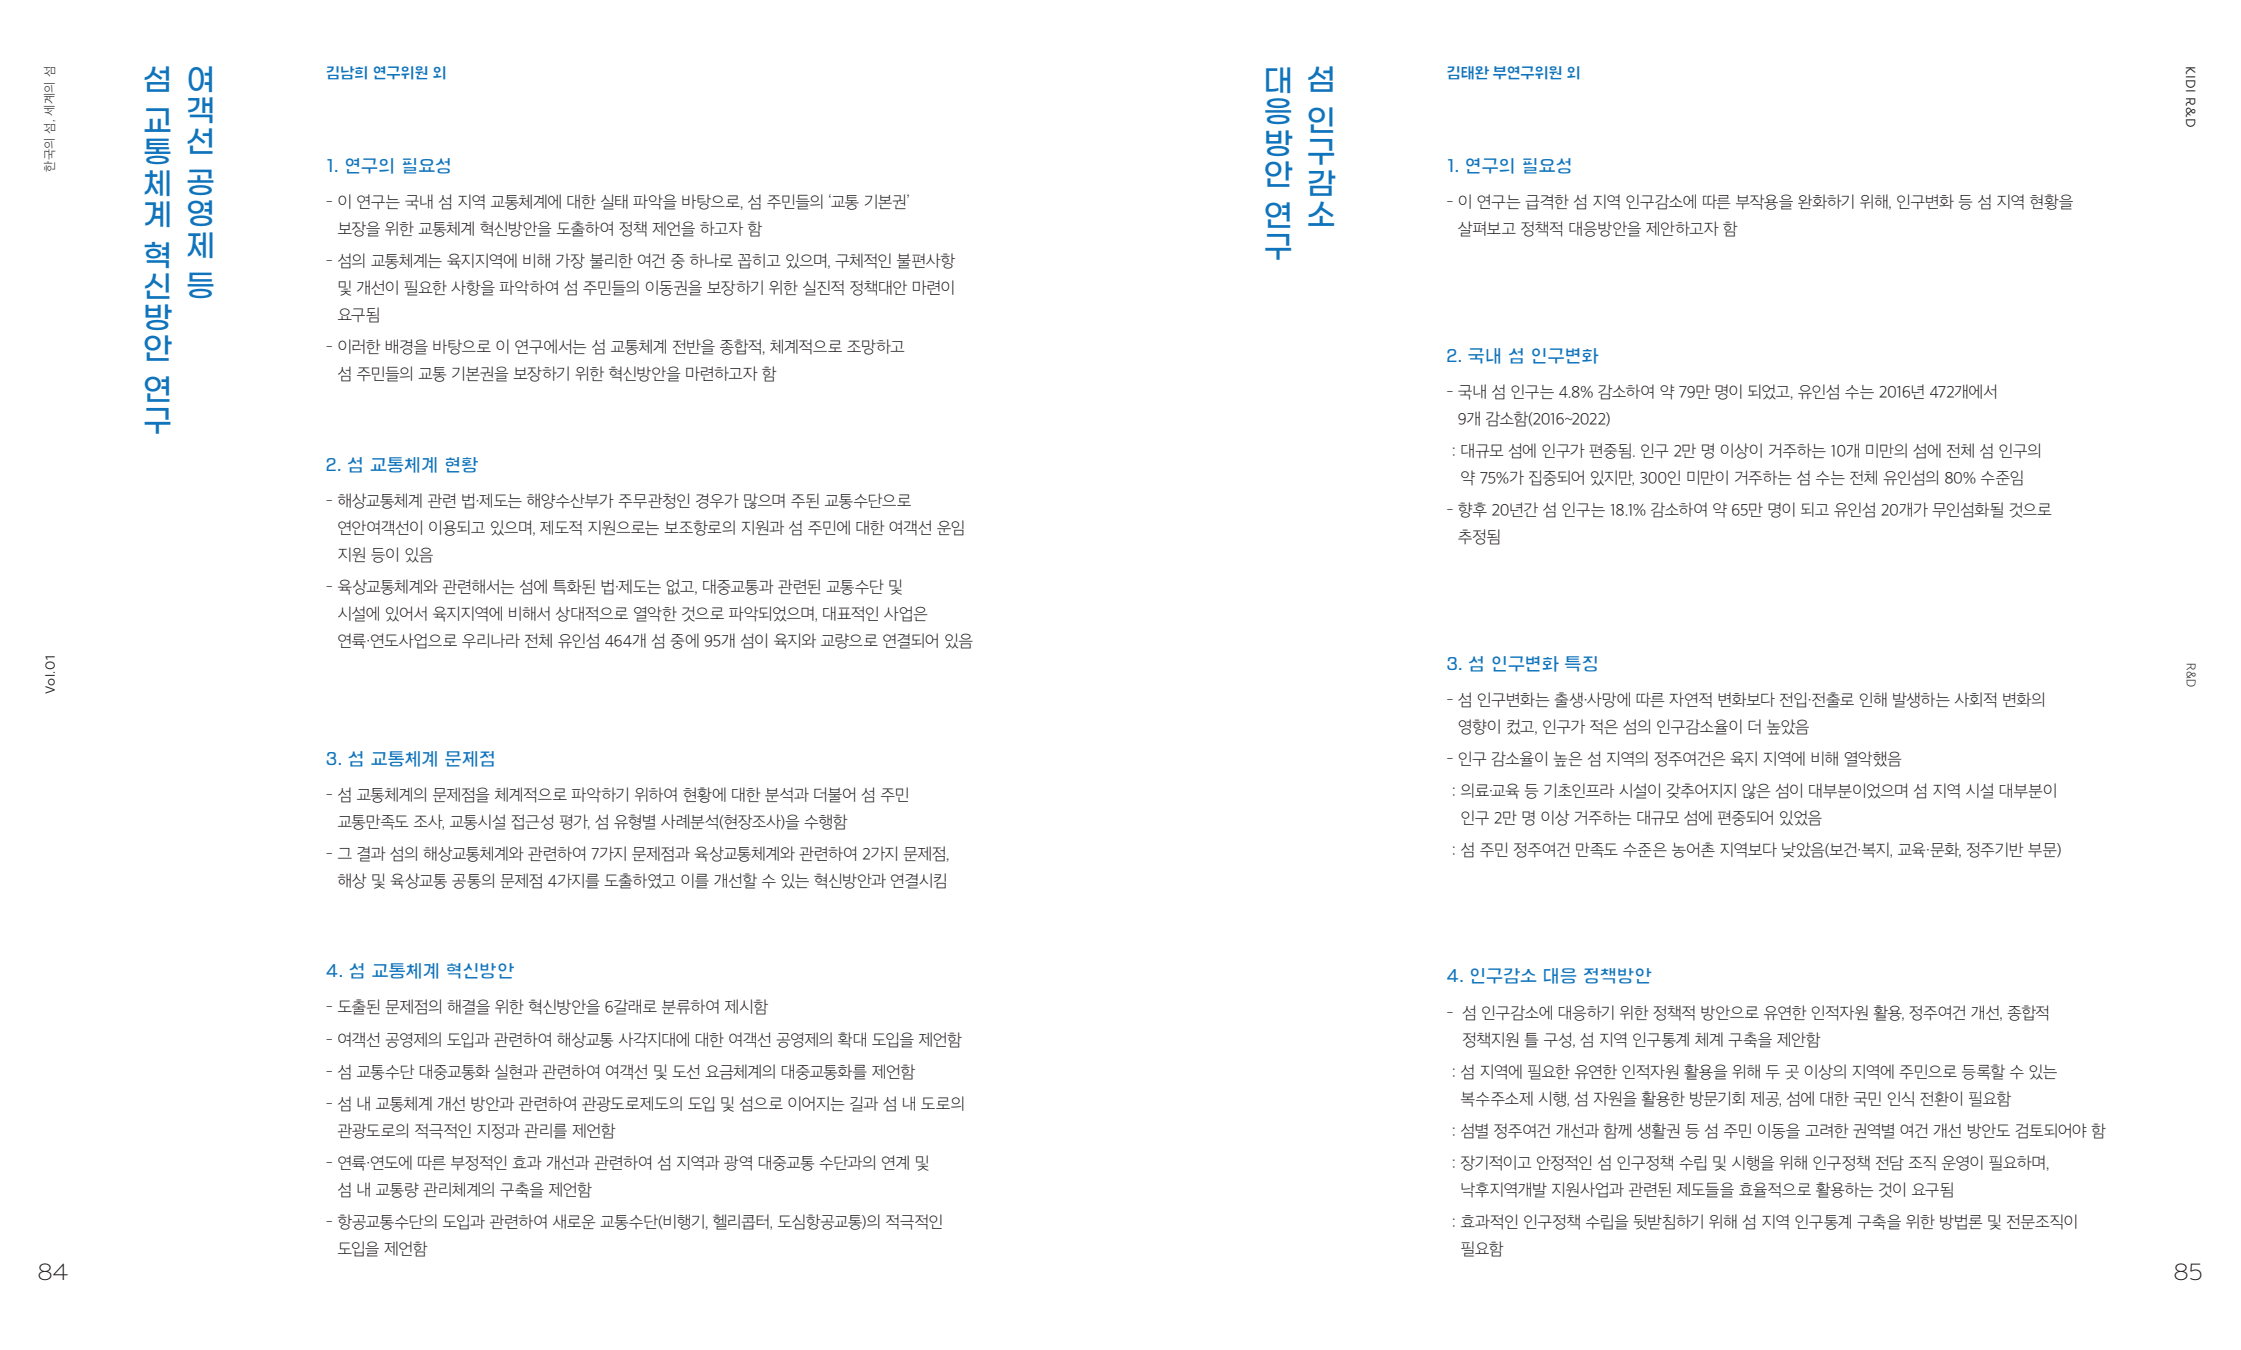 한국의 섬. 세계의 섬
Vol.01
84
여객선 공영제 등
섬 교통체계 혁신방안 연구
김남희 연구위원 외
1. 연구의 필요성
- 이 연구는 국내 섬 지역 교통체계에 대한 실태 파악을 바탕으로, 섬 주민들의 ‘교통 기본권’
보장을 위한 교통체계 혁신방안을 도출하여 정책 제언을 하고자 함
- 섬의 교통체계는 육지지역에 비해 가장 불리한 여건 중 하나로 꼽히고 있으며, 구체적인 불편사항
및 개선이 필요한 사항을 파악하여 섬 주민들의 이동권을 보장하기 위한 실진적 정책대안 마련이
요구됨
- 이러한 배경을 바탕으로 이 연구에서는 섬 교통체계 전반을 종합적, 체계적으로 조망하고
섬 주민들의 교통 기본권을 보장하기 위한 혁신방안을 마련하고자 함
2. 섬 교통체계 현황
- 해상교통체계 관련 법·제도는 해양수산부가 주무관청인 경우가 많으며 주된 교통수단으로
연안여객선이 이용되고 있으며, 제도적 지원으로는 보조항로의 지원과 섬 주민에 대한 여객선 운임
지원 등이 있음
- 육상교통체계와 관련해서는 섬에 특화된 법·제도는 없고, 대중교통과 관련된 교통수단 및
시설에 있어서 육지지역에 비해서 상대적으로 열악한 것으로 파악되었으며, 대표적인 사업은
연륙·연도사업으로 우리나라 전체 유인섬 464개 섬 중에 95개 섬이 육지와 교량으로 연결되어 있음
3. 섬 교통체계 문제점
- 섬 교통체계의 문제점을 체계적으로 파악하기 위하여 현황에 대한 분석과 더불어 섬 주민
교통만족도 조사, 교통시설 접근성 평가, 섬 유형별 사례분석(현장조사)을 수행함
- 그 결과 섬의 해상교통체계와 관련하여 7가지 문제점과 육상교통체계와 관련하여 2가지 문제점,
해상 및 육상교통 공통의 문제점 4가지를 도출하였고 이를 개선할 수 있는 혁신방안과 연결시킴
4. 섬 교통체계 혁신방안
- 도출된 문제점의 해결을 위한 혁신방안을 6갈래로 분류하여 제시함
- 여객선 공영제의 도입과 관련하여 해상교통 사각지대에 대한 여객선 공영제의 확대 도입을 제언함
- 섬 교통수단 대중교통화 실현과 관련하여 여객선 및 도선 요금체계의 대중교통화를 제언함
- 섬 내 교통체계 개선 방안과 관련하여 관광도로제도의 도입 및 섬으로 이어지는 길과 섬 내 도로의
관광도로의 적극적인 지정과 관리를 제언함
- 연륙·연도에 따른 부정적인 효과 개선과 관련하여 섬 지역과 광역 대중교통 수단과의 연계 및
섬 내 교통량 관리체계의 구축을 제언함
- 항공교통수단의 도입과 관련하여 새로운 교통수단(비행기, 헬리콥터, 도심항공교통)의 적극적인
도입을 제언함
섬 인구감소
대응방안 연구
김태완 부연구위원 외
1. 연구의 필요성
- 이 연구는 급격한 섬 지역 인구감소에 따른 부작용을 완화하기 위해, 인구변화 등 섬 지역 현황을
살펴보고 정책적 대응방안을 제안하고자 함
2. 국내 섬 인구변화
- 국내 섬 인구는 4.8% 감소하여 약 79만 명이 되었고, 유인섬 수는 2016년 472개에서
9개 감소함(2016~2022)
: 대규모 섬에 인구가 편중됨. 인구 2만 명 이상이 거주하는 10개 미만의 섬에 전체 섬 인구의
약 75%가 집중되어 있지만, 300인 미만이 거주하는 섬 수는 전체 유인섬의 80% 수준임
- 향후 20년간 섬 인구는 18.1% 감소하여 약 65만 명이 되고 유인섬 20개가 무인섬화될 것으로
추정됨
3. 섬 인구변화 특징
- 섬 인구변화는 출생·사망에 따른 자연적 변화보다 전입·전출로 인해 발생하는 사회적 변화의
영향이 컸고, 인구가 적은 섬의 인구감소율이 더 높았음
- 인구 감소율이 높은 섬 지역의 정주여건은 육지 지역에 비해 열악했음
: 의료·교육 등 기초인프라 시설이 갖추어지지 않은 섬이 대부분이었으며 섬 지역 시설 대부분이
인구 2만 명 이상 거주하는 대규모 섬에 편중되어 있었음
: 섬 주민 정주여건 만족도 수준은 농어촌 지역보다 낮았음(보건·복지, 교육·문화, 정주기반 부문)
4. 인구감소 대응 정책방안
- 섬 인구감소에 대응하기 위한 정책적 방안으로 유연한 인적자원 활용, 정주여건 개선, 종합적
정책지원 틀 구성, 섬 지역 인구통계 체계 구축을 제안함
: 섬 지역에 필요한 유연한 인적자원 활용을 위해 두 곳 이상의 지역에 주민으로 등록할 수 있는
복수주소제 시행, 섬 자원을 활용한 방문기회 제공, 섬에 대한 국민 인식 전환이 필요함
: 섬별 정주여건 개선과 함께 생활권 등 섬 주민 이동을 고려한 권역별 여건 개선 방안도 검토되어야 함
: 장기적이고 안정적인 섬 인구정책 수립 및 시행을 위해 인구정책 전담 조직 운영이 필요하며,
낙후지역개발 지원사업과 관련된 제도들을 효율적으로 활용하는 것이 요구됨
: 효과적인 인구정책 수립을 뒷받침하기 위해 섬 지역 인구통계 구축을 위한 방법론 및 전문조직이
필요함
KIDI R&D
R&D
85